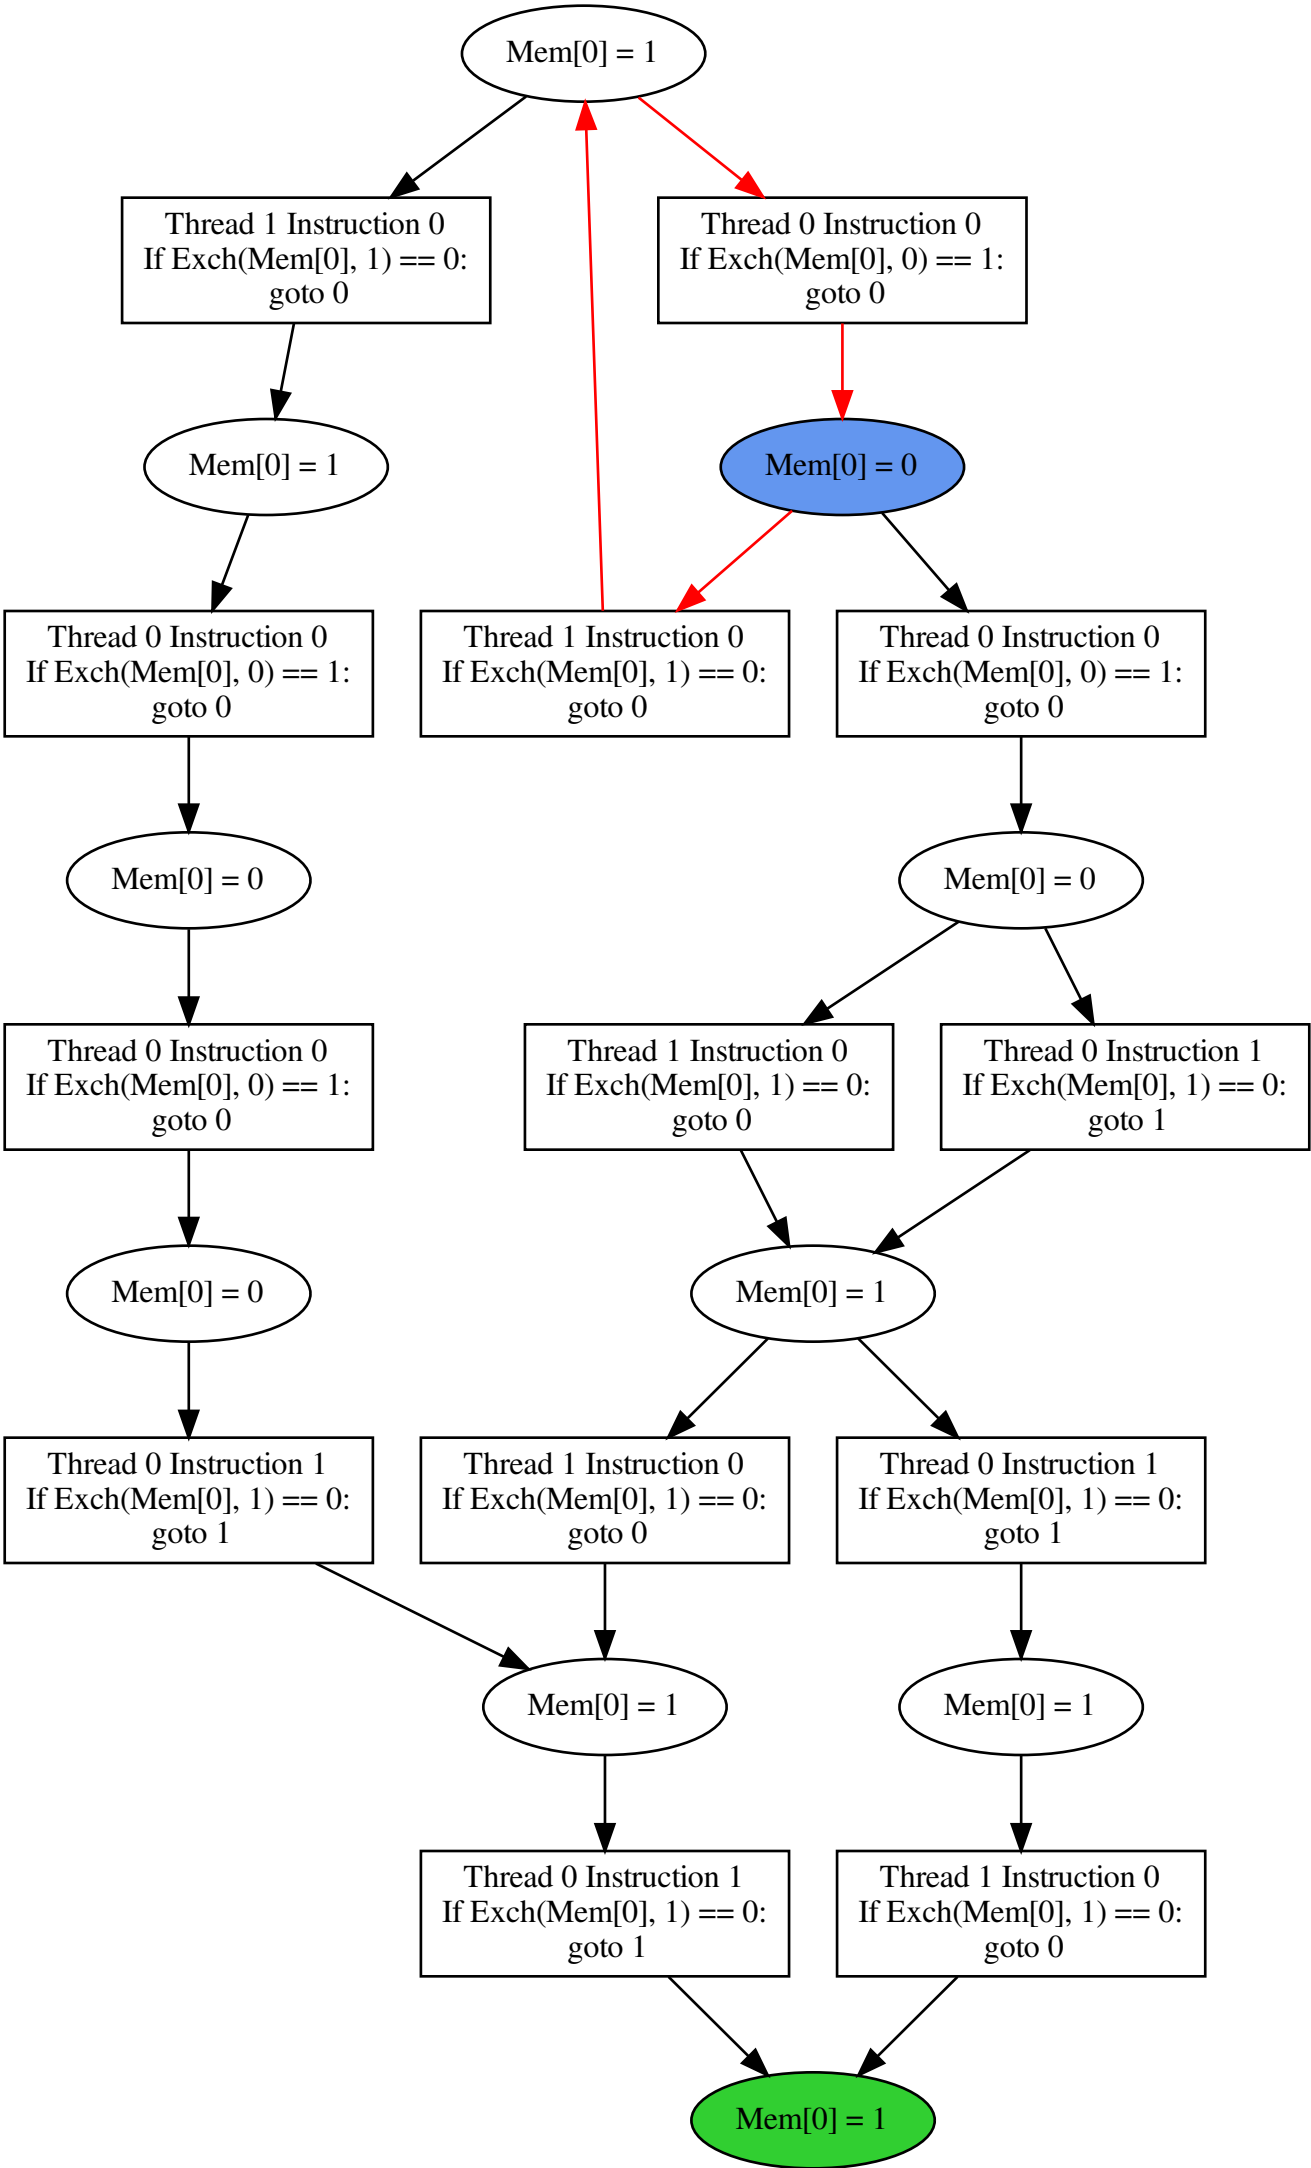 Mem[0] = 1
Thread 1 Instruction 0
If Exch(Mem[0], 1) == 0:
goto 0
Thread 0 Instruction 0
If Exch(Mem[0], 0) == 1:
goto 0
Mem[0] = 1
Mem[0] = 0
Thread 0 Instruction 0
If Exch(Mem[0], 0) == 1:
goto 0
Thread 1 Instruction 0
If Exch(Mem[0], 1) == 0:
goto 0
Thread 0 Instruction 0
If Exch(Mem[0], 0) == 1:
goto 0
Mem[0] = 0
Mem[0] = 0
Thread 0 Instruction 0
If Exch(Mem[0], 0) == 1:
goto 0
Thread 1 Instruction 0
If Exch(Mem[0], 1) == 0:
goto 0
Thread 0 Instruction 1
If Exch(Mem[0], 1) == 0:
goto 1
Mem[0] = 0
Mem[0] = 1
Thread 0 Instruction 1
If Exch(Mem[0], 1) == 0:
goto 1
Thread 1 Instruction 0
If Exch(Mem[0], 1) == 0:
goto 0
Thread 0 Instruction 1
If Exch(Mem[0], 1) == 0:
goto 1
Mem[0] = 1
Mem[0] = 1
Thread 0 Instruction 1
If Exch(Mem[0], 1) == 0:
goto 1
Thread 1 Instruction 0
If Exch(Mem[0], 1) == 0:
goto 0
Mem[0] = 1